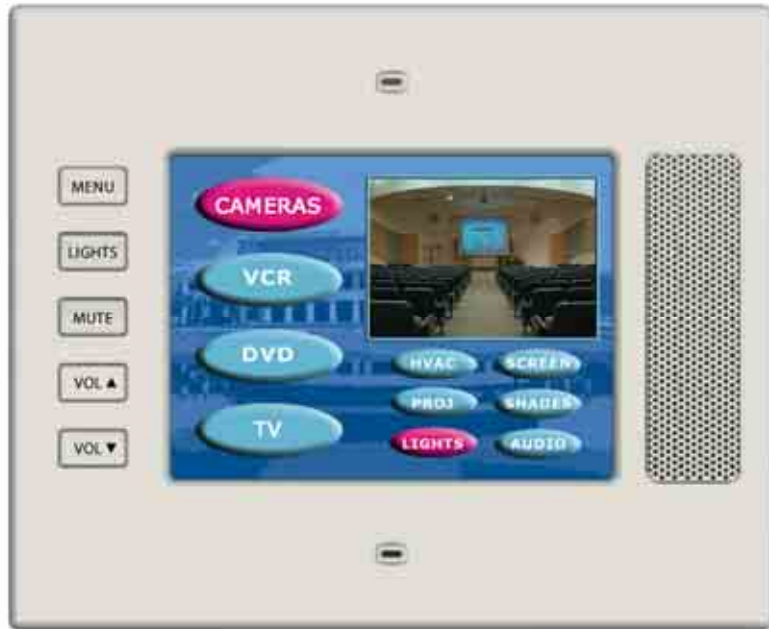 MENU
LIGHTS
MUTE
VOL ▲
VOL ▼
CAMERAS
VCR
DVD
TV
HVAC SCREEN
PROJ SHADES
LIGHTS AUDIO